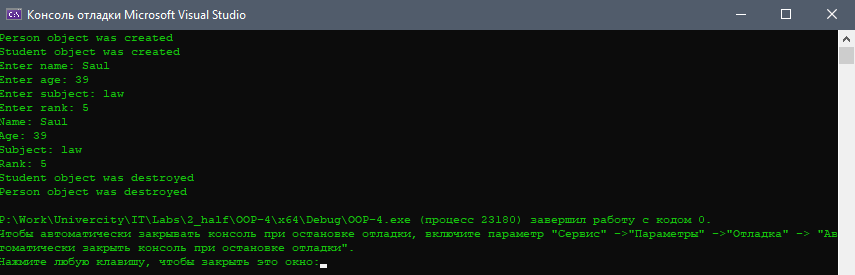 Консоль отладки Microsoft Visual Studio
Person object was created
Student object was created
Enter name: Saul
Enter age: 39
Enter subject: law
Enter rank: 5
Name: Saul
Age: 39
Subject: law
Rank: 5
Student object was destroyed
Person object was destroyed
P:\Work\Univercity\IT\Labs\2_half\OOP-4\x64\Debug\OOP-4.exe (процесс 23180) завершил работу с кодом 0.
Чтобы автоматически закрывать консоль при остановке отладки, включите параметр "Сервис" ->"Параметры" ->"Отладка" -> "Ав
томатически закрыть консоль при остановке отладки".
Нажмите любую клавишу, чтобы закрыть это окно: